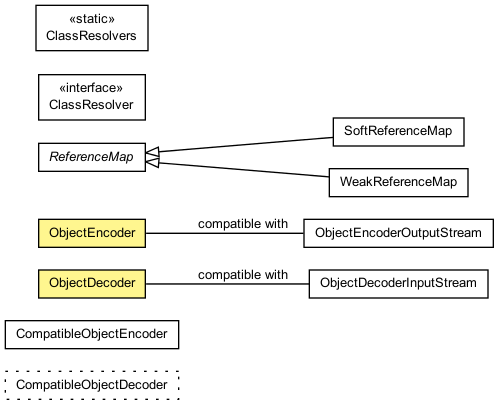 «static»
ClassResolvers
«interface»
ClassResolver
ReferenceMap
SoftReferenceMap
WeakReferenceMap
ObjectEncoder
compatible with
ObjectEncoderOutputStream
ObjectDecoder
compatible with
ObjectDecoderInputStream
CompatibleObjectEncoder
CompatibleObjectDecoder